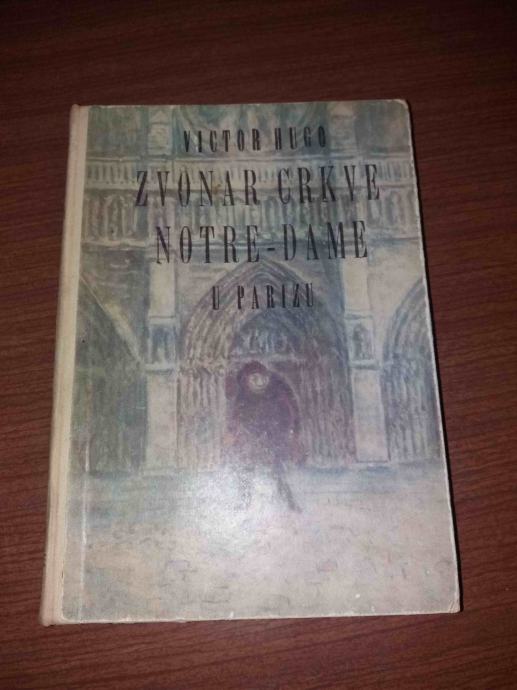 VICTOR HUGO
ZVONAR CRKVE
NOTRE-DAME
U PARIZU